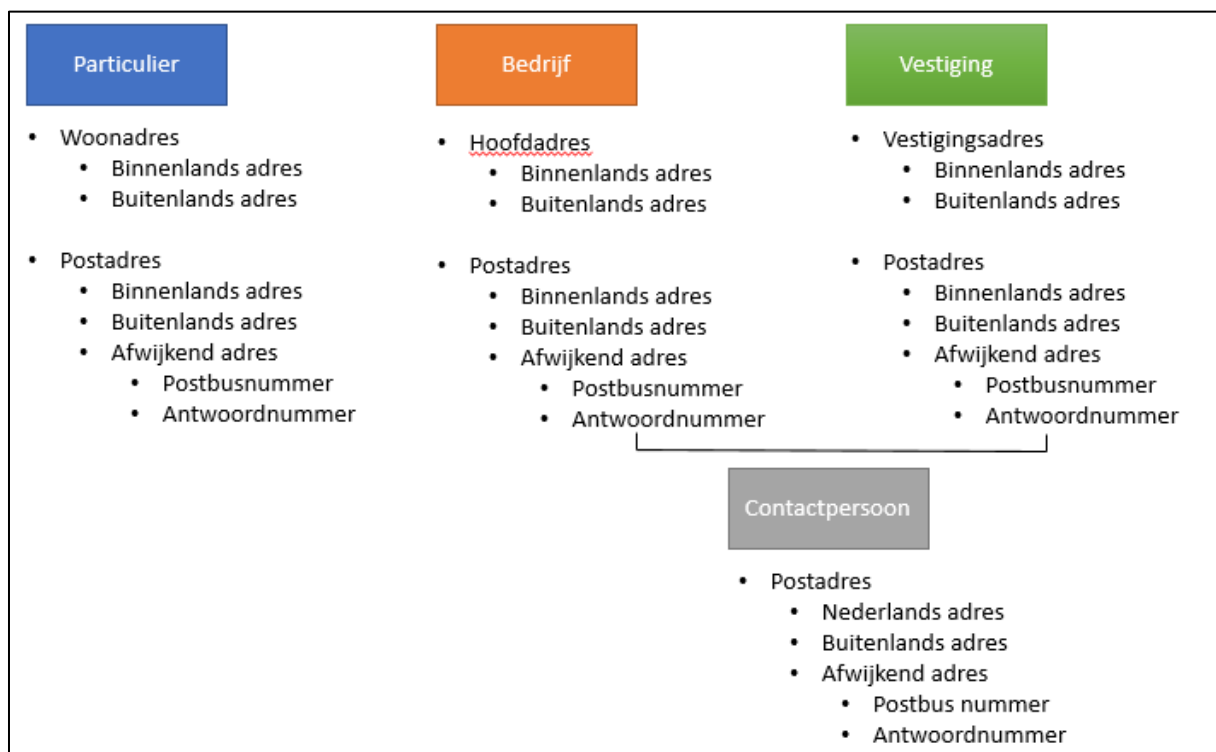 Particulier
• Woonadres
• Binnenlands adres
• Buitenlands adres
• Postadres
• Binnenlands adres
• Buitenlands adres
• Afwijkend adres
• Postbusnummer
• Antwoordnummer
Bedrijf
• Hoofdadres
• Binnenlands adres
• Buitenlands adres
• Postadres
• Binnenlands adres
• Buitenlands adres
• Afwijkend adres
• Postbusnummer
• Antwoordnummer
Vestiging
• Vestigingsadres
• Binnenlands adres
• Buitenlands adres
• Postadres
• Binnenlands adres
• Buitenlands adres
• Afwijkend adres
• Postbusnummer
• Antwoordnummer
Contactpersoon
• Postadres
• Nederlands adres
• Buitenlands adres
• Afwijkend adres
• Postbus nummer
• Antwoordnummer